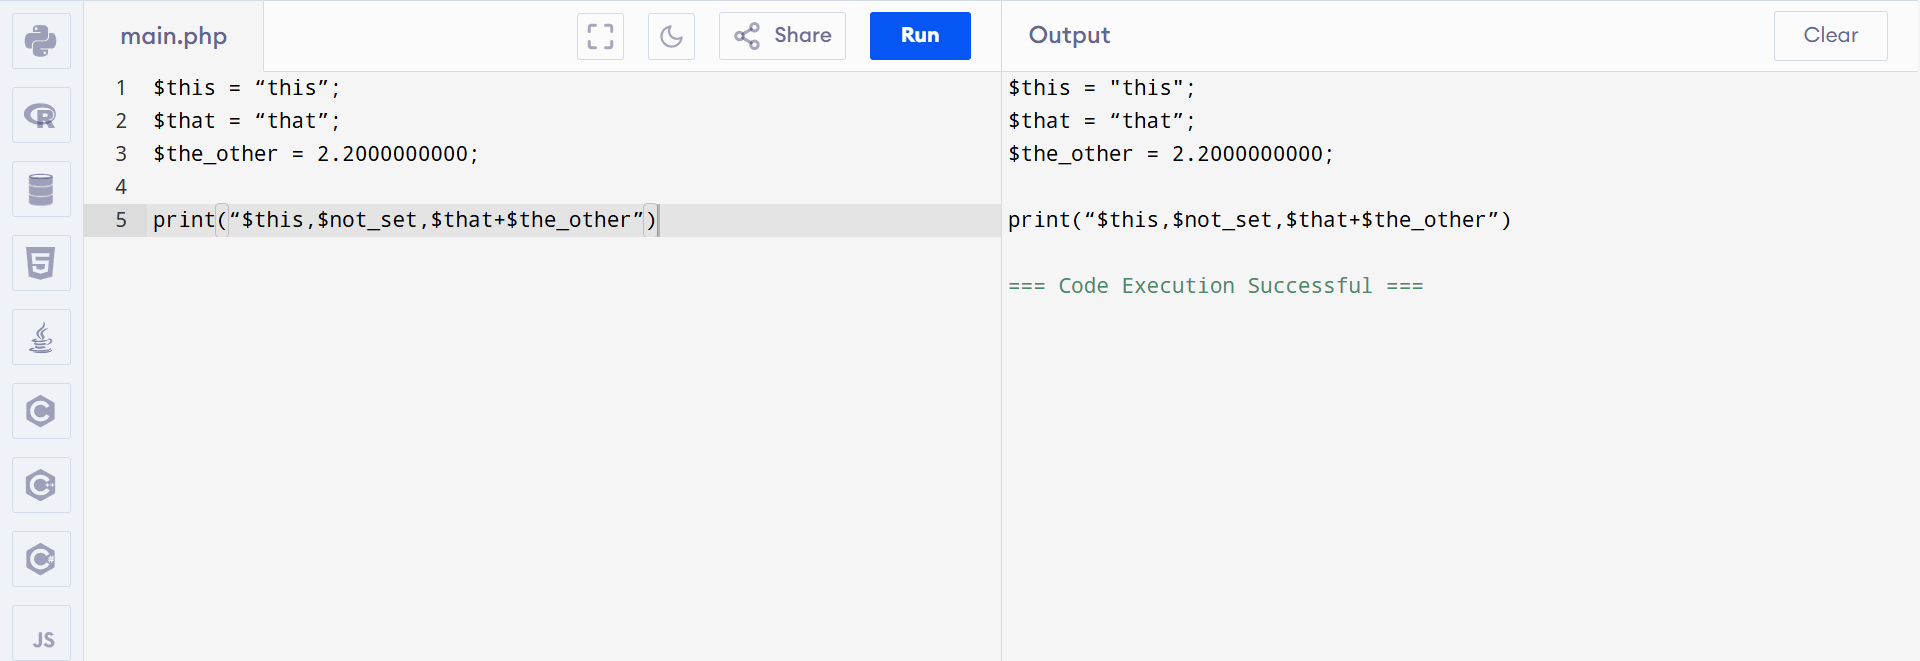 main.php
Share
Run
Output
Clear
1 $this = “this”;
2 $that = “that”;
3 $the_other = 2.2000000000;
4
5 print(“$this,$not_set,$that+$the_other”)
$this = "this";
$that = “that”;
$the_other = 2.2000000000;
print(“$this,$not_set,$that+$the_other”)
=== Code Execution Successful ===
R
5
C
C
C#
JS